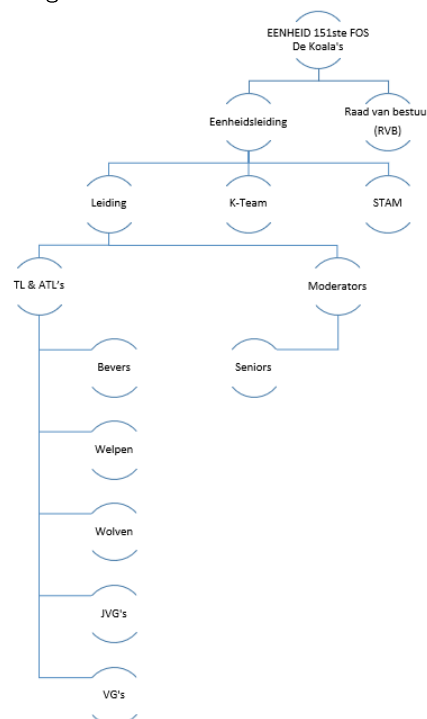 EENHEID 151ste FOS
De Koala's
Eenheidsleiding
Raad van bestuu
(RVB)
Leiding
K-Team
STAM
TL & ATL's
Moderators
Bevers
Seniors
Welpen
Wolven
JVG's
VG's